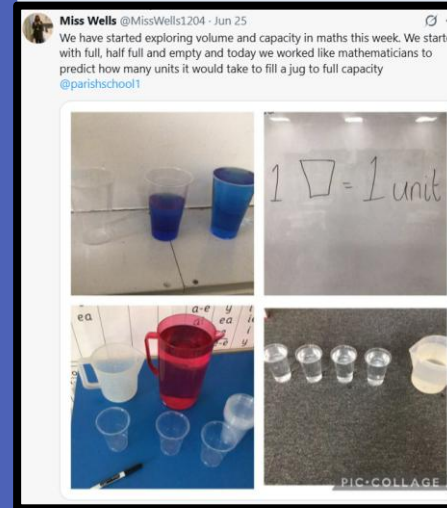 Miss Wells @MissWells1204 · Jun 25
We have started exploring volume and capacity in maths this week. We
with full, half full and empty and today we worked like mathematicians to
predict how many units it would take to fill a jug to full capacity
@parishschool1
1 = 1 unit
ea
a-e y
ea
y
PIC•COLLAGE